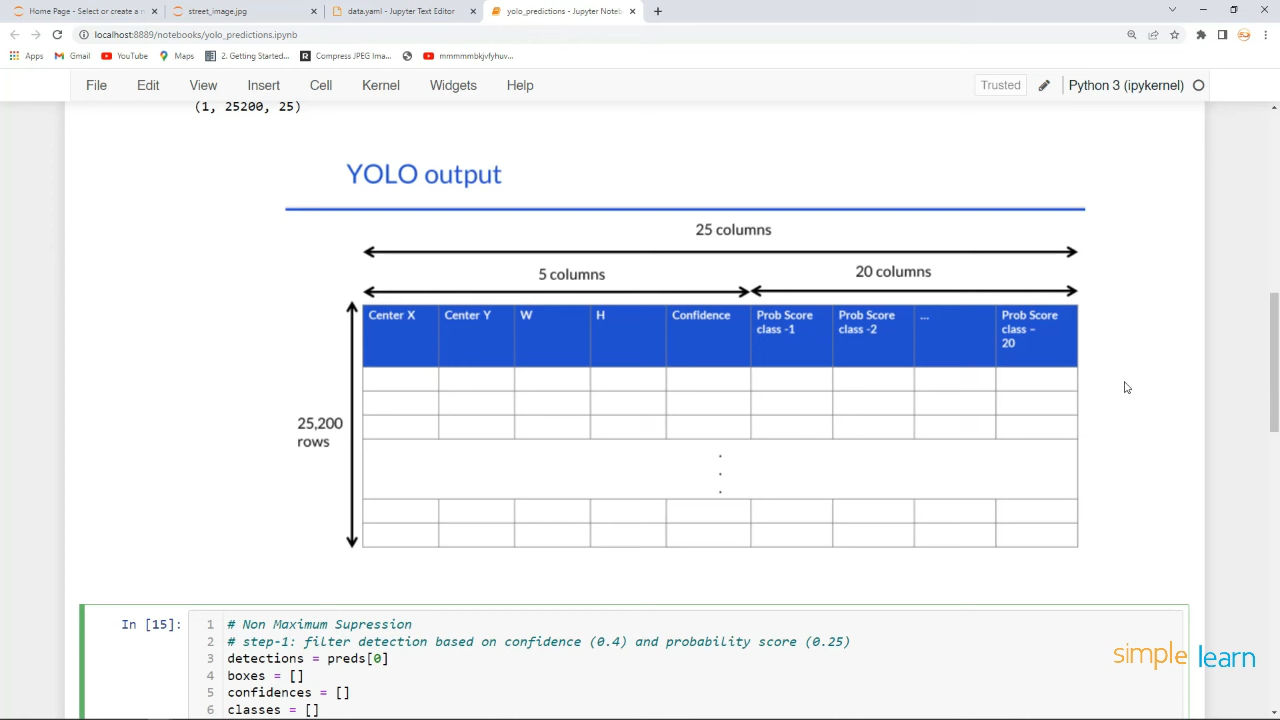 Home Page - Select or create a n
street_image.jpg
data.yaml - Jupyter Text Editor
yolo_predictions - Jupyter Noteb
localhost:8889/notebooks/yolo_predictions.ipynb
Apps
Gmail
YouTube
Maps
2. Getting Started...
Compress JPEG Ima...
mmmmmbkjvfyhuv...
File
Edit
View
Insert
Cell
Kernel
Widgets
Help
Trusted
Python 3 (ipykernel)
(1, 25200, 25)
YOLO output
25 columns
5 columns
20 columns
Center X
Center Y
W
H
Confidence
Prob Score
class -1
Prob Score
class -2
...
Prob Score
class –
20
25,200
rows
.
.
.
In [15]:
1 # Non Maximum Supression
2 # step-1: filter detection based on confidence (0.4) and probability score (0.25)
3 detections = preds[0]
4 boxes = []
5 confidences = []
6 classes = []
simplelearn